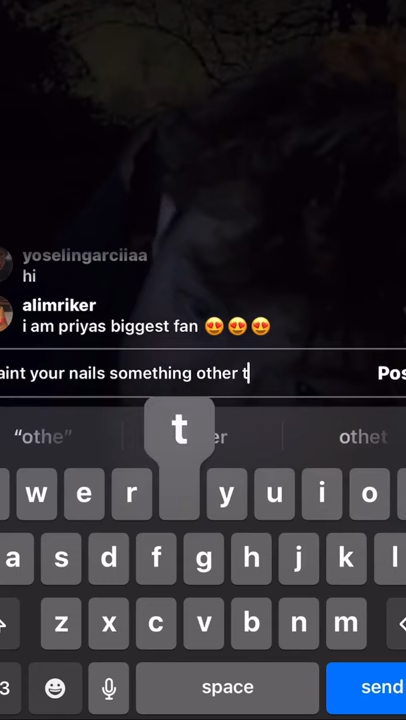 yoselingarciiaa
hi
alimriker
i am priyas biggest fan 😍😍😍
aint your nails something other t
Pos
“othe” er othet
t
w e r y u i o
a s d f g h j k l
z x c v b n m
3 space send